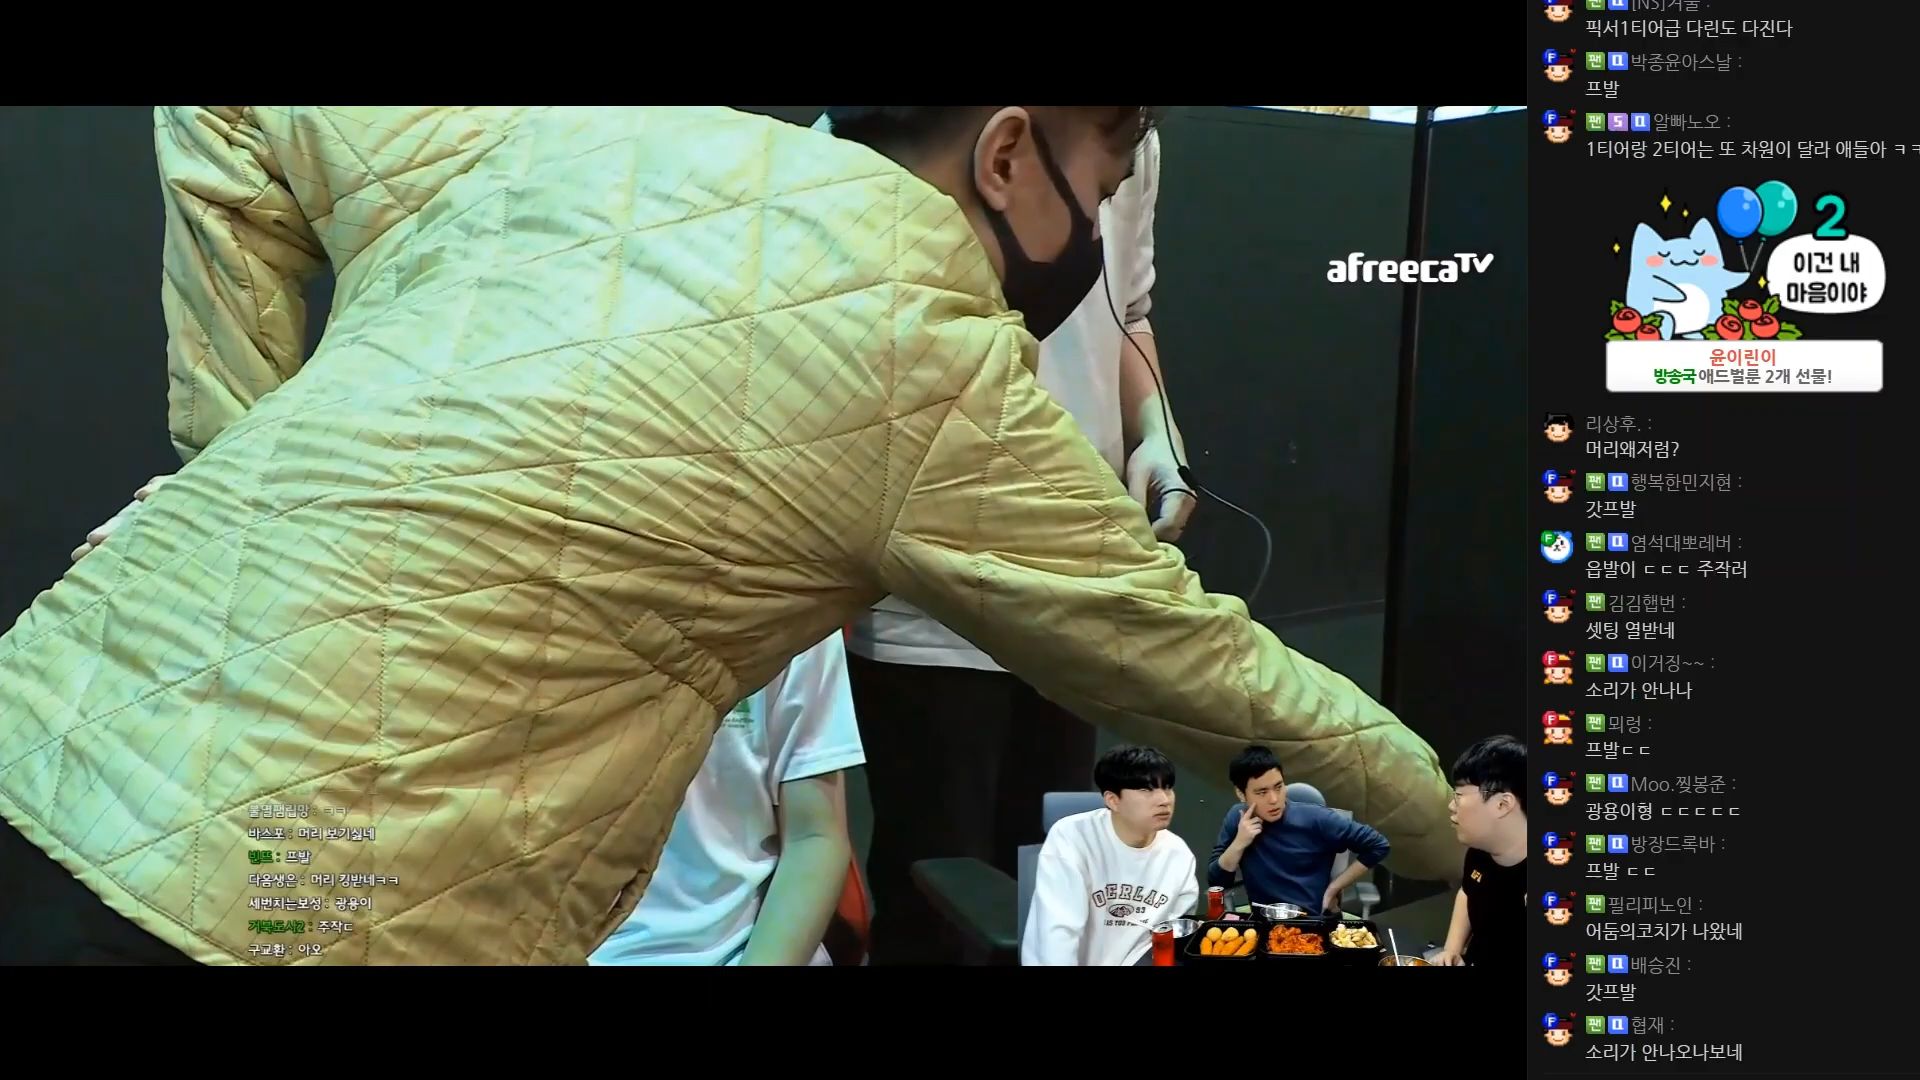 afreecaTV
불멸팸립망 : ㅋㅋ
바스포 : 머리 보기싫네
빈뜨 : 프발
다음생은 : 머리 킹받네ㅋㅋ
세번치는보성 : 광용이
거북도사2 : 주작ㄷ
구교환 : 아오
OERLAP
93
픽서1티어급 다린도 다진다
팬 박종윤아스날 :
프발
팬 S 알빠노오 :
1티어랑 2티어는 또 차원이 달라 애들아 ㅋㅋ
2
이건 내
마음이야
윤이린이
방송국애드벌룬 2개 선물!
리상후. :
머리왜저럼?
팬 행복한민지현 :
갓프발
팬 염석대뽀레버 :
읍발이 ㄷㄷㄷ 주작러
팬 김김햅번 :
셋팅 열받네
팬 이거징~~ :
소리가 안나나
팬 뫼렁 :
프발ㄷㄷ
팬 Moo.찢봉준 :
광용이형 ㄷㄷㄷㄷㄷ
팬 방장드록바 :
프발 ㄷㄷ
팬 필리피노인 :
어둠의코치가 나왔네
팬 배승진 :
갓프발
팬 협재 :
소리가 안나오나보네